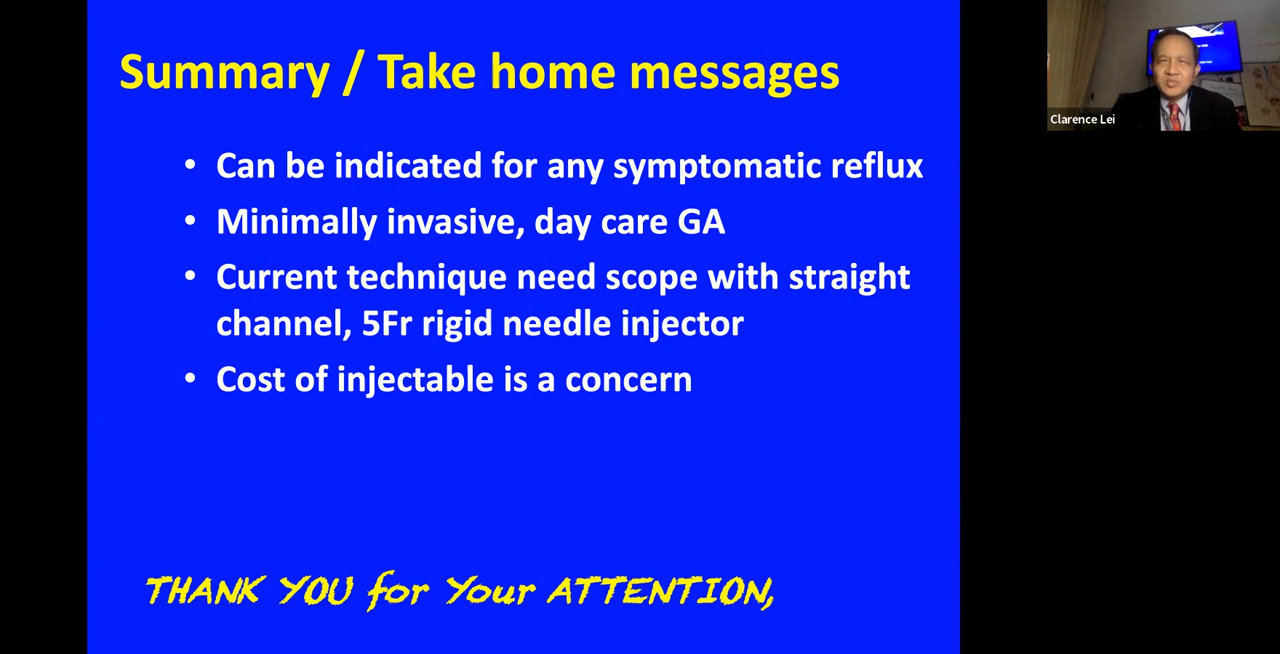 Summary / Take home messages
• Can be indicated for any symptomatic reflux
• Minimally invasive, day care GA
• Current technique need scope with straight
channel, 5Fr rigid needle injector
• Cost of injectable is a concern
THANK YOU for Your ATTENTION,
Clarence Lei